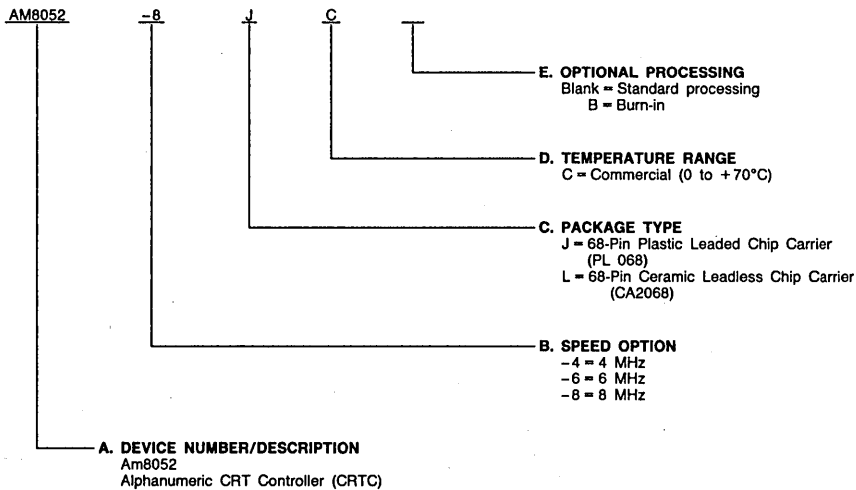 AM8052 -8 J C
E. OPTIONAL PROCESSING
Blank = Standard processing
B = Burn-in
D. TEMPERATURE RANGE
C = Commercial (0 to +70°C)
C. PACKAGE TYPE
J = 68-Pin Plastic Leaded Chip Carrier
(PL 068)
L = 68-Pin Ceramic Leadless Chip Carrier
(CA2068)
B. SPEED OPTION
-4 = 4 MHz
-6 = 6 MHz
-8 = 8 MHz
A. DEVICE NUMBER/DESCRIPTION
Am8052
Alphanumeric CRT Controller (CRTC)